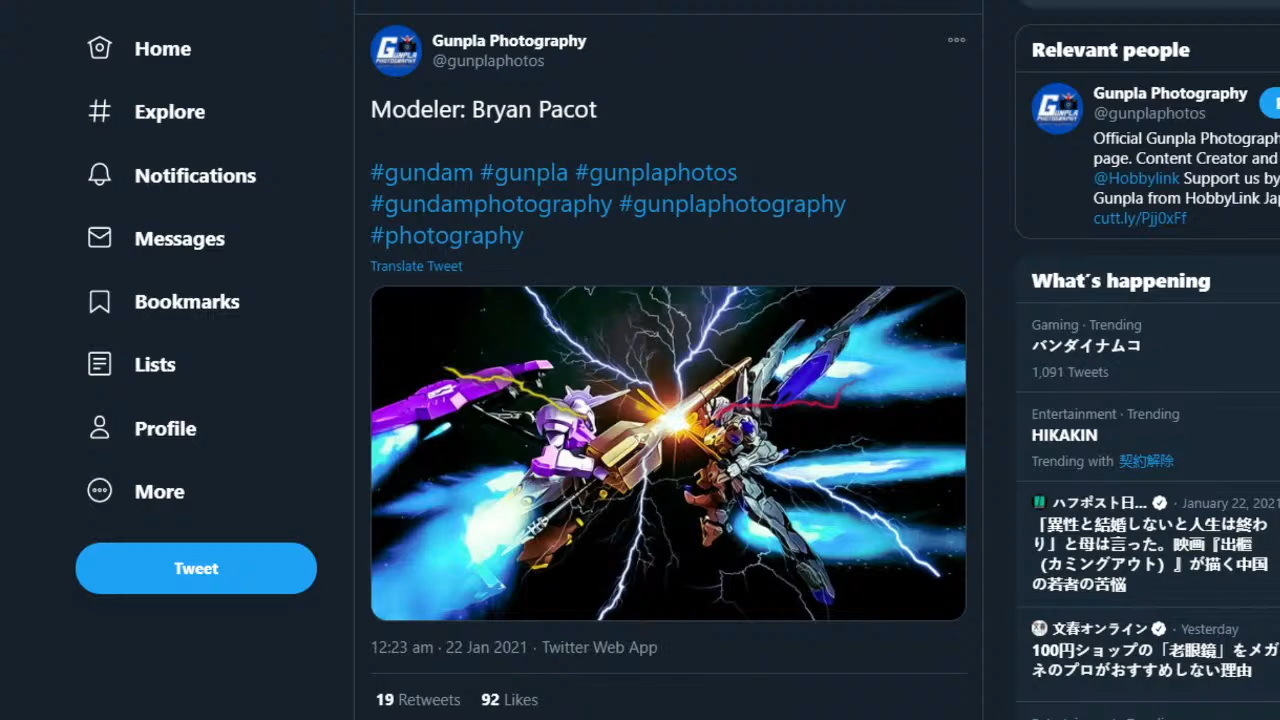 Home
Explore
Notifications
Messages
Bookmarks
Lists
Profile
More
Tweet
Gunpla Photography
@gunplaphotos
Modeler: Bryan Pacot
#gundam #gunpla #gunplaphotos
#gundamphotography #gunplaphotography
#photography
Translate Tweet
12:23 am · 22 Jan 2021 · Twitter Web App
19 Retweets 92 Likes
Relevant people
Gunpla Photography
@gunplaphotos
Official Gunpla Photograph
page. Content Creator and
@Hobbylink Support us by
Gunpla from HobbyLink Jap
cutt.ly/Pjj0xFf
What's happening
Gaming · Trending
バンダイナムコ
1,091 Tweets
Entertainment · Trending
HIKAKIN
Trending with 契約解除
ハフポスト日... · January 22, 2021
「異性と結婚しないと人生は終わ
り」と母は言った。映画『出櫃
（カミングアウト）』が描く中国
の若者の苦悩
文春オンライン · Yesterday
100円ショップの「老眼鏡」をメガ
ネのプロがおすすめしない理由